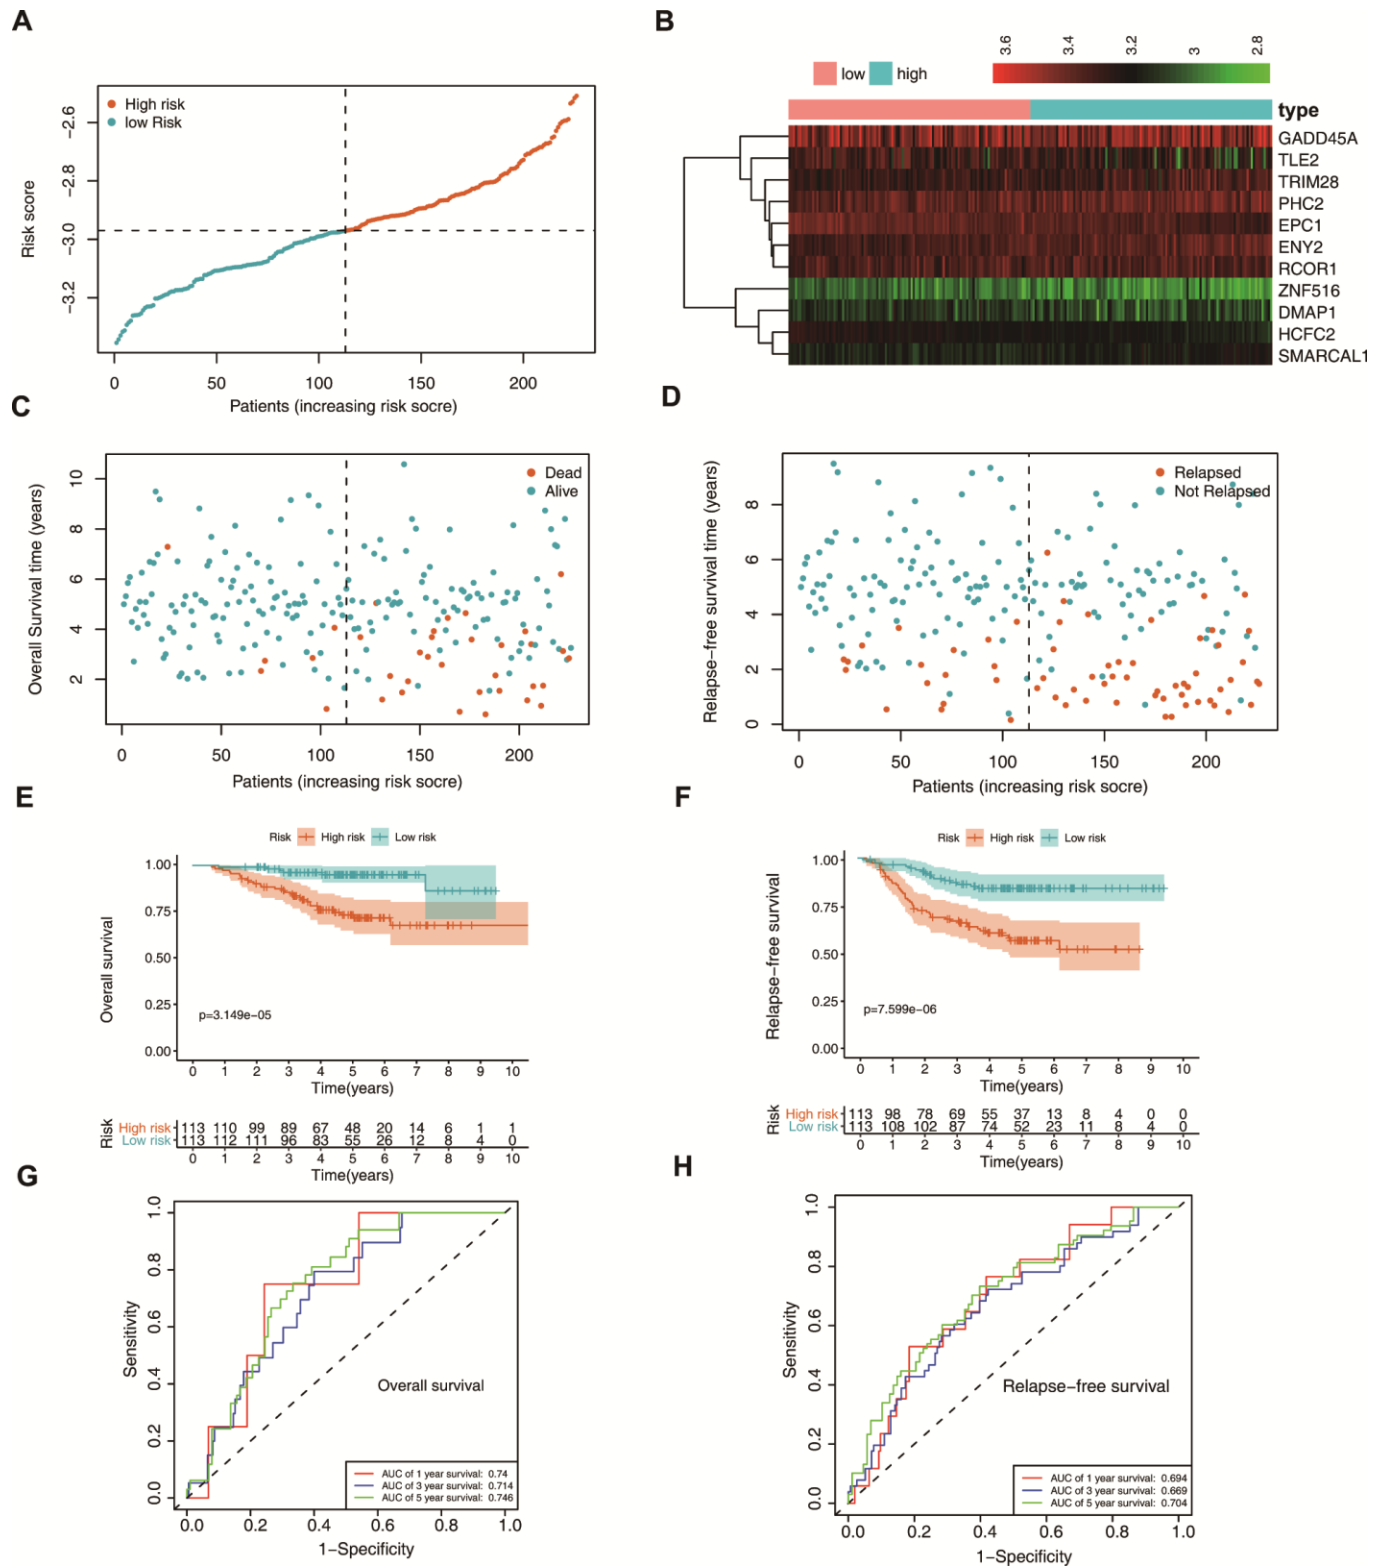 A
High risk
low Risk
Risk score
−2.6
−2.8
−3.0
−3.2
0 50 100 150 200
Patients (increasing risk socre)
B
low high
3.6 3.4 3.2 3 2.8
type
GADD45A
TLE2
TRIM28
PHC2
EPC1
ENY2
RCOR1
ZNF516
DMAP1
HCFC2
SMARCAL1
C
Dead
Alive
Overall Survival time (years)
10
8
6
4
2
0 50 100 150 200
Patients (increasing risk socre)
D
Relapsed
Not Relapsed
Relapse−free survival time (years)
8
6
4
2
0
0 50 100 150 200
Patients (increasing risk socre)
E
Risk High risk Low risk
Overall survival
1.00
0.75
0.50
0.25
0.00
p=3.149e−05
0 1 2 3 4 5 6 7 8 9 10
Time(years)
Risk
High risk 113 110 99 89 67 48 20 14 6 1 1
Low risk 113 112 111 96 83 55 26 12 8 4 0
0 1 2 3 4 5 6 7 8 9 10
Time(years)
F
Risk High risk Low risk
Relapse−free survival
1.00
0.75
0.50
0.25
0.00
p=7.599e−06
0 1 2 3 4 5 6 7 8 9 10
Time(years)
Risk
High risk 113 98 78 69 55 37 13 8 4 0 0
Low risk 113 108 102 87 74 52 23 11 8 4 0
0 1 2 3 4 5 6 7 8 9 10
Time(years)
G
Sensitivity
1.0
0.8
0.6
0.4
0.2
0.0
Overall survival
AUC of 1 year survival: 0.74
AUC of 3 year survival: 0.714
AUC of 5 year survival: 0.746
0.0 0.2 0.4 0.6 0.8 1.0
1−Specificity
H
Sensitivity
1.0
0.8
0.6
0.4
0.2
0.0
Relapse−free survival
AUC of 1 year survival: 0.694
AUC of 3 year survival: 0.669
AUC of 5 year survival: 0.704
0.0 0.2 0.4 0.6 0.8 1.0
1−Specificity